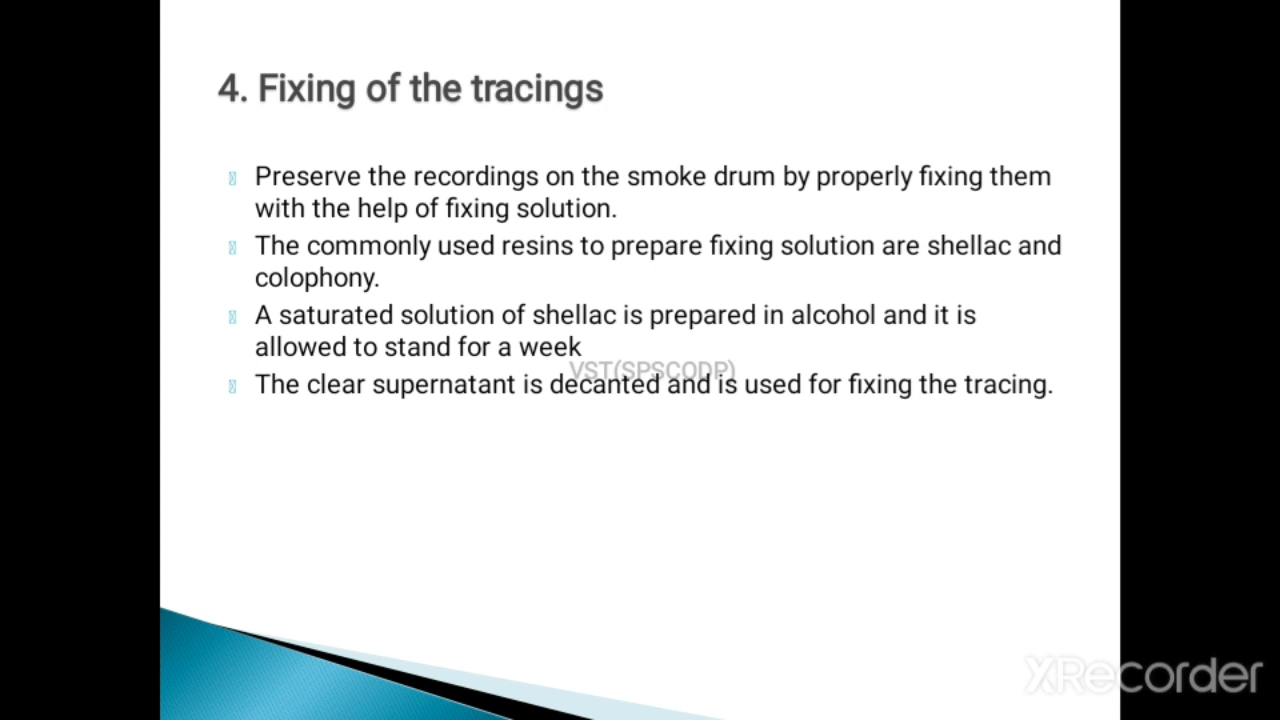 4. Fixing of the tracings
Preserve the recordings on the smoke drum by properly fixing them
with the help of fixing solution.
The commonly used resins to prepare fixing solution are shellac and
colophony.
A saturated solution of shellac is prepared in alcohol and it is
allowed to stand for a week
VST(SPSCODP)
The clear supernatant is decanted and is used for fixing the tracing.
XRecorder